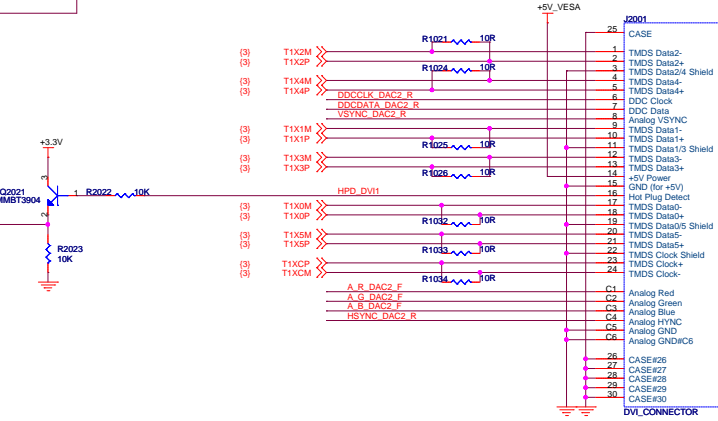 +5V_VESA
J2001
25 CASE
R1021 10R
{3} T1X2M 1 TMDS Data2-
{3} T1X2P 2 TMDS Data2+
R1024 10R 3 TMDS Data2/4 Shield
{3} T1X4M 4 TMDS Data4-
{3} T1X4P 5 TMDS Data4+
DDCCLK_DAC2_R 6 DDC Clock
DDCDATA_DAC2_R 7 DDC Data
VSYNC_DAC2_R 8 Analog VSYNC
{3} T1X1M 9 TMDS Data1-
{3} T1X1P 10 TMDS Data1+
R1025 10R 11 TMDS Data1/3 Shield
{3} T1X3M 12 TMDS Data3-
{3} T1X3P 13 TMDS Data3+
R1026 10R 14 +5V Power
15 GND (for +5V)
+3.3V
3
Q2021
MMBT3904
1 R2022 10K HPD_DVI1 16 Hot Plug Detect
2
{3} T1X0M 17 TMDS Data0-
{3} T1X0P 18 TMDS Data0+
R1032 10R 19 TMDS Data0/5 Shield
{3} T1X5M 20 TMDS Data5-
{3} T1X5P 21 TMDS Data5+
R1033 10R 22 TMDS Clock Shield
R2023
10K
{3} T1XCP 23 TMDS Clock+
{3} T1XCM 24 TMDS Clock-
R1034 10R
A_R_DAC2_F C1 Analog Red
A_G_DAC2_F C2 Analog Green
A_B_DAC2_F C3 Analog Blue
HSYNC_DAC2_R C4 Analog HYNC
C5 Analog GND
C6 Analog GND#C6
26 CASE#26
27 CASE#27
28 CASE#28
29 CASE#29
30 CASE#30
DVI_CONNECTOR